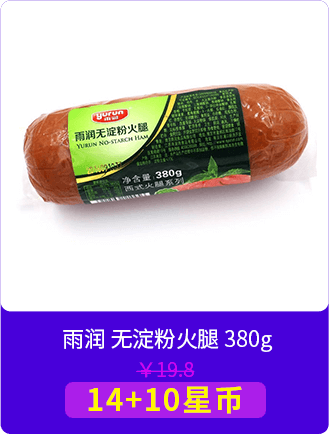 yurun
雨润
雨润无淀粉火腿
YURUN NO-STARCH HAM
净含量 380g
西式火腿系列
雨润 无淀粉火腿 380g
￥19.8
14+10星币